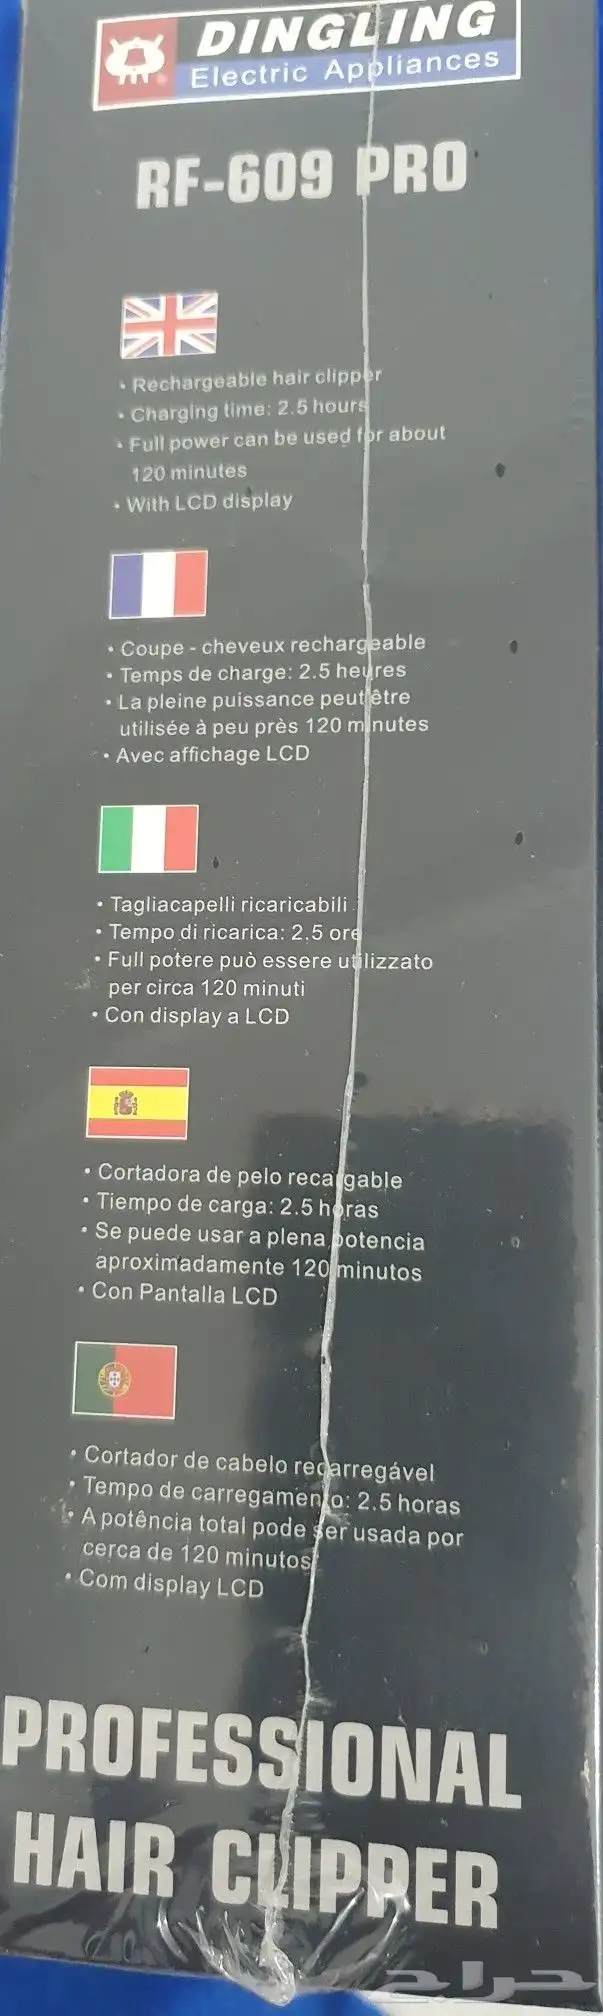 DINGLING
Electric Appliances
RF-609 PRO
• Rechargeable hair clipper
• Charging time: 2.5 hours
• Full power can be used for about
120 minutes
• With LCD display
• Coupe - cheveux rechargeable
• Temps de charge: 2.5 heures
• La pleine puissance peut être
utilisée à peu près 120 minutes
• Avec affichage LCD
• Tagliacapelli ricaricabili
• Tempo di ricarica: 2.5 ore
• Full potere può essere utilizzato
per circa 120 minuti
• Con display a LCD
• Cortadora de pelo recargable
• Tiempo de carga: 2.5 horas
• Se puede usar a plena potencia
aproximadamente 120 minutos
• Con Pantalla LCD
• Cortador de cabelo recarregável
• Tempo de carregamento: 2.5 horas
• A potência total pode ser usada por
cerca de 120 minutos
• Com display LCD
PROFESSIONAL
HAIR CLIPPER
حراج